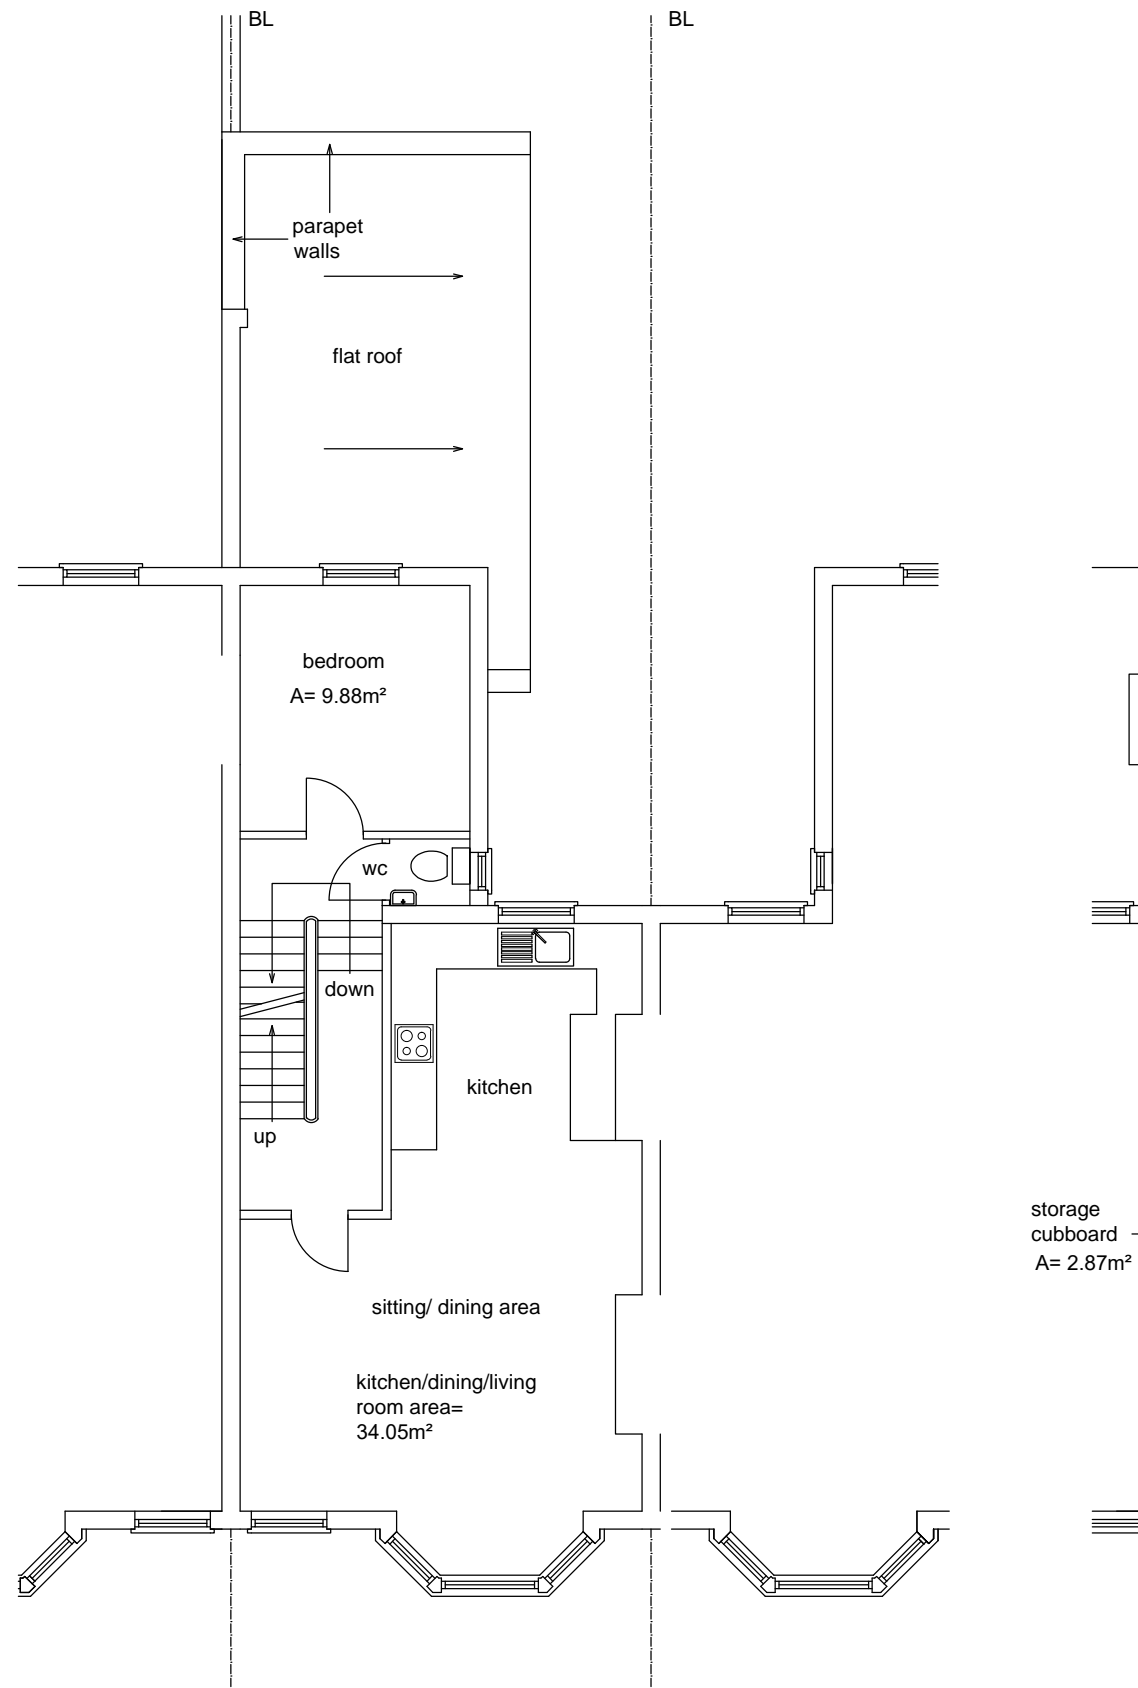 BL
BL
parapet
walls
flat roof
bedroom
A= 9.88m²
wc
down
kitchen
up
storage
cubboard
A= 2.87m²
sitting/ dining area
kitchen/dining/living
room area=
34.05m²